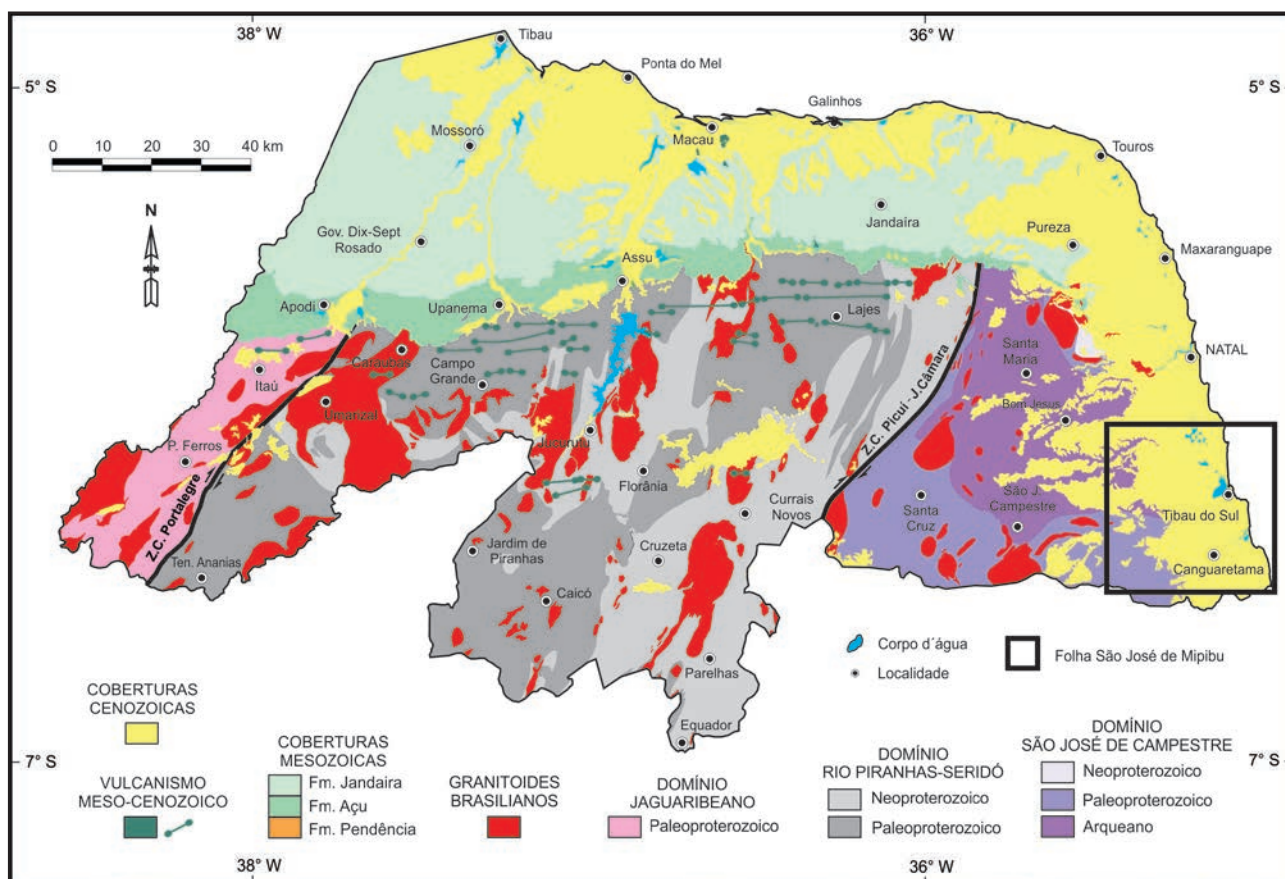 38° W
36° W
5° S
5° S
Tibau
Ponta do Mel
Galinhos
Macau
Mossoró
Touros
0 10 20 30 40 km
N
Jandaíra
Gov. Dix-Sept
Rosado
Pureza
Maxaranguape
Assu
Apodi
Upanema
Lajes
NATAL
Caraúbas
Campo
Grande
Santa
Maria
Itaú
Umarizal
Bom Jesus
Jucurutu
P. Ferros
Z.C. Picuí -J.Câmara
Florânia
Z.C. Portalegre
Currais
Novos
Santa
Cruz
São J.
Campestre
Tibau do Sul
Jardim de
Piranhas
Cruzeta
Canguaretama
Ten. Ananias
Caicó
Corpo d´água
Folha São José de Mipibu
Localidade
Parelhas
Equador
7° S
7° S
COBERTURAS
CENOZOICAS
VULCANISMO
MESO-CENOZOICO
COBERTURAS
MESOZOICAS
Fm. Jandaira
Fm. Açu
Fm. Pendência
GRANITOIDES
BRASILIANOS
DOMÍNIO
JAGUARIBEANO
Paleoproterozoico
DOMÍNIO
RIO PIRANHAS-SERIDÓ
Neoproterozoico
Paleoproterozoico
DOMÍNIO
SÃO JOSÉ DE CAMPESTRE
Neoproterozoico
Paleoproterozoico
Arqueano
38° W
36° W